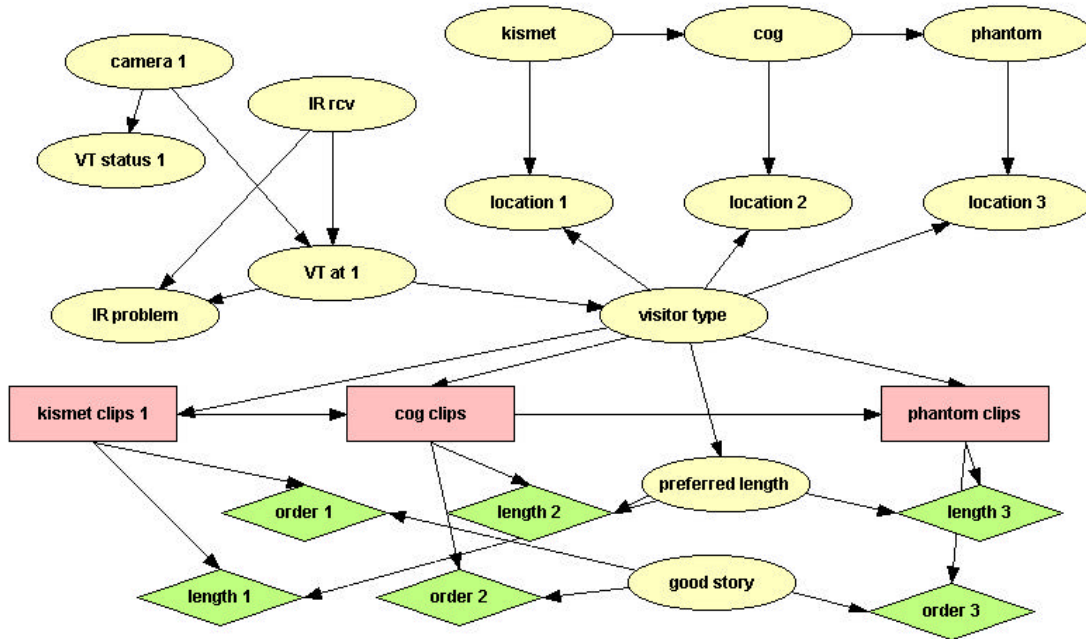 kismet
cog
phantom
camera 1
IR rcv
VT status 1
location 1
location 2
location 3
VT at 1
IR problem
visitor type
kismet clips 1
cog clips
phantom clips
preferred length
order 1
length 2
length 3
good story
length 1
order 2
order 3